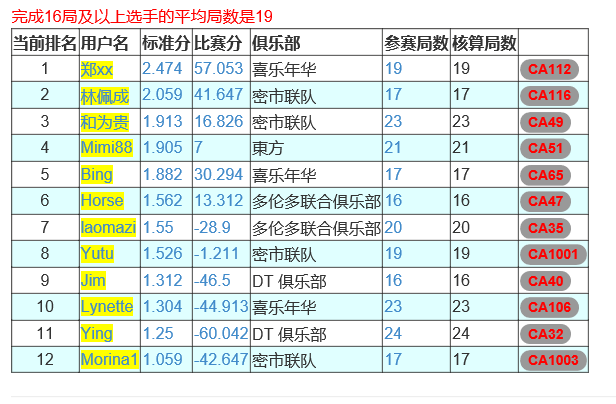 完成16局及以上选手的平均局数是19
当前排名 用户名 标准分 比赛分 俱乐部 参赛局数 核算局数
1 郑xx 2.474 57.053 喜乐年华 19 19 CA112
2 林佩成 2.059 41.647 密市联队 17 17 CA116
3 和为贵 1.913 16.826 密市联队 23 23 CA49
4 Mimi88 1.905 7 東方 21 21 CA51
5 Bing 1.882 30.294 喜乐年华 17 17 CA65
6 Horse 1.562 13.312 多伦多联合俱乐部 16 16 CA47
7 laomazi 1.55 -28.9 多伦多联合俱乐部 20 20 CA35
8 Yutu 1.526 -1.211 密市联队 19 19 CA1001
9 Jim 1.312 -46.5 DT 俱乐部 16 16 CA40
10 Lynette 1.304 -44.913 喜乐年华 23 23 CA106
11 Ying 1.25 -60.042 DT 俱乐部 24 24 CA32
12 Morina1 1.059 -42.647 密市联队 17 17 CA1003